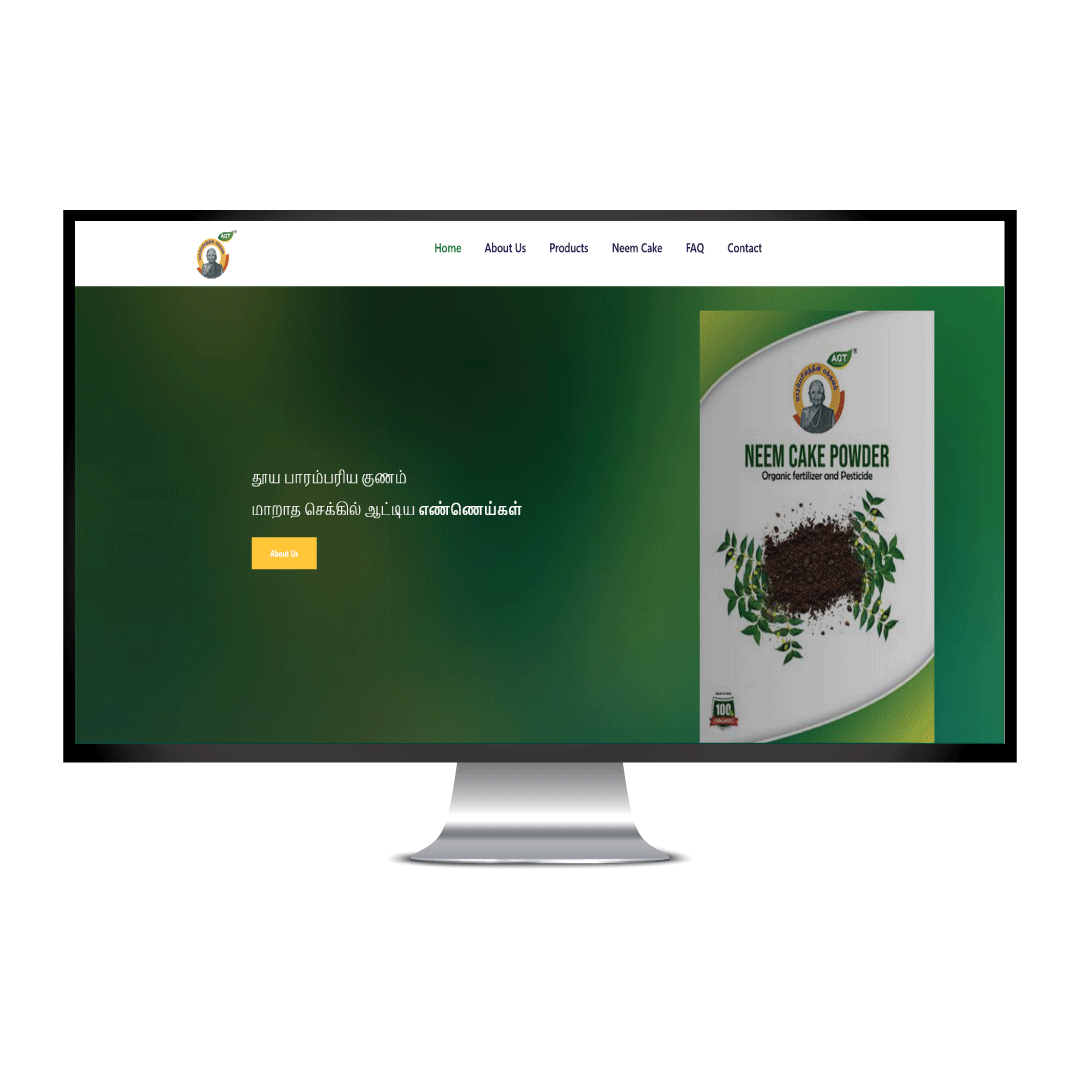 AGT
Home About Us Products Neem Cake FAQ Contact
தூய பாரம்பரிய குணம்
மாறாத செக்கில் ஆட்டிய எண்ணெய்கள்
About Us
AGT
NEEM CAKE POWDER
Organic fertilizer and Pesticide
100%
ORGANIC